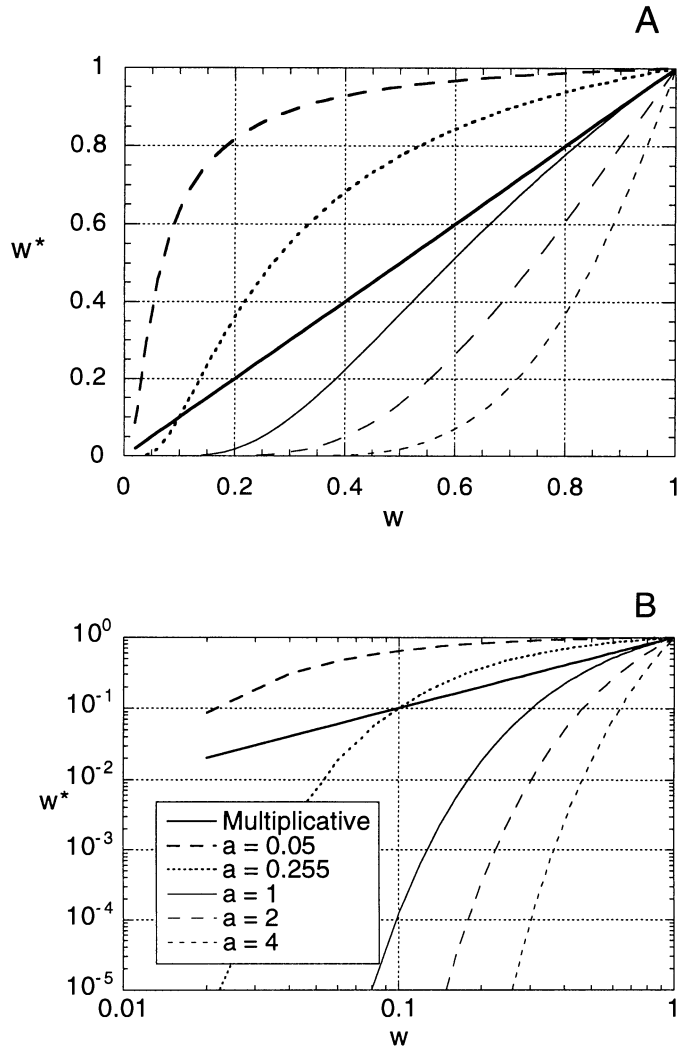 A
1
0.8
0.6
w*
0.4
0.2
0
0 0.2 0.4 0.6 0.8 1
w
B
10^0
10^-1
10^-2
w*
Multiplicative
a = 0.05
10^-3
a = 0.255
a = 1
10^-4
a = 2
a = 4
10^-5
0.01 0.1 1
w